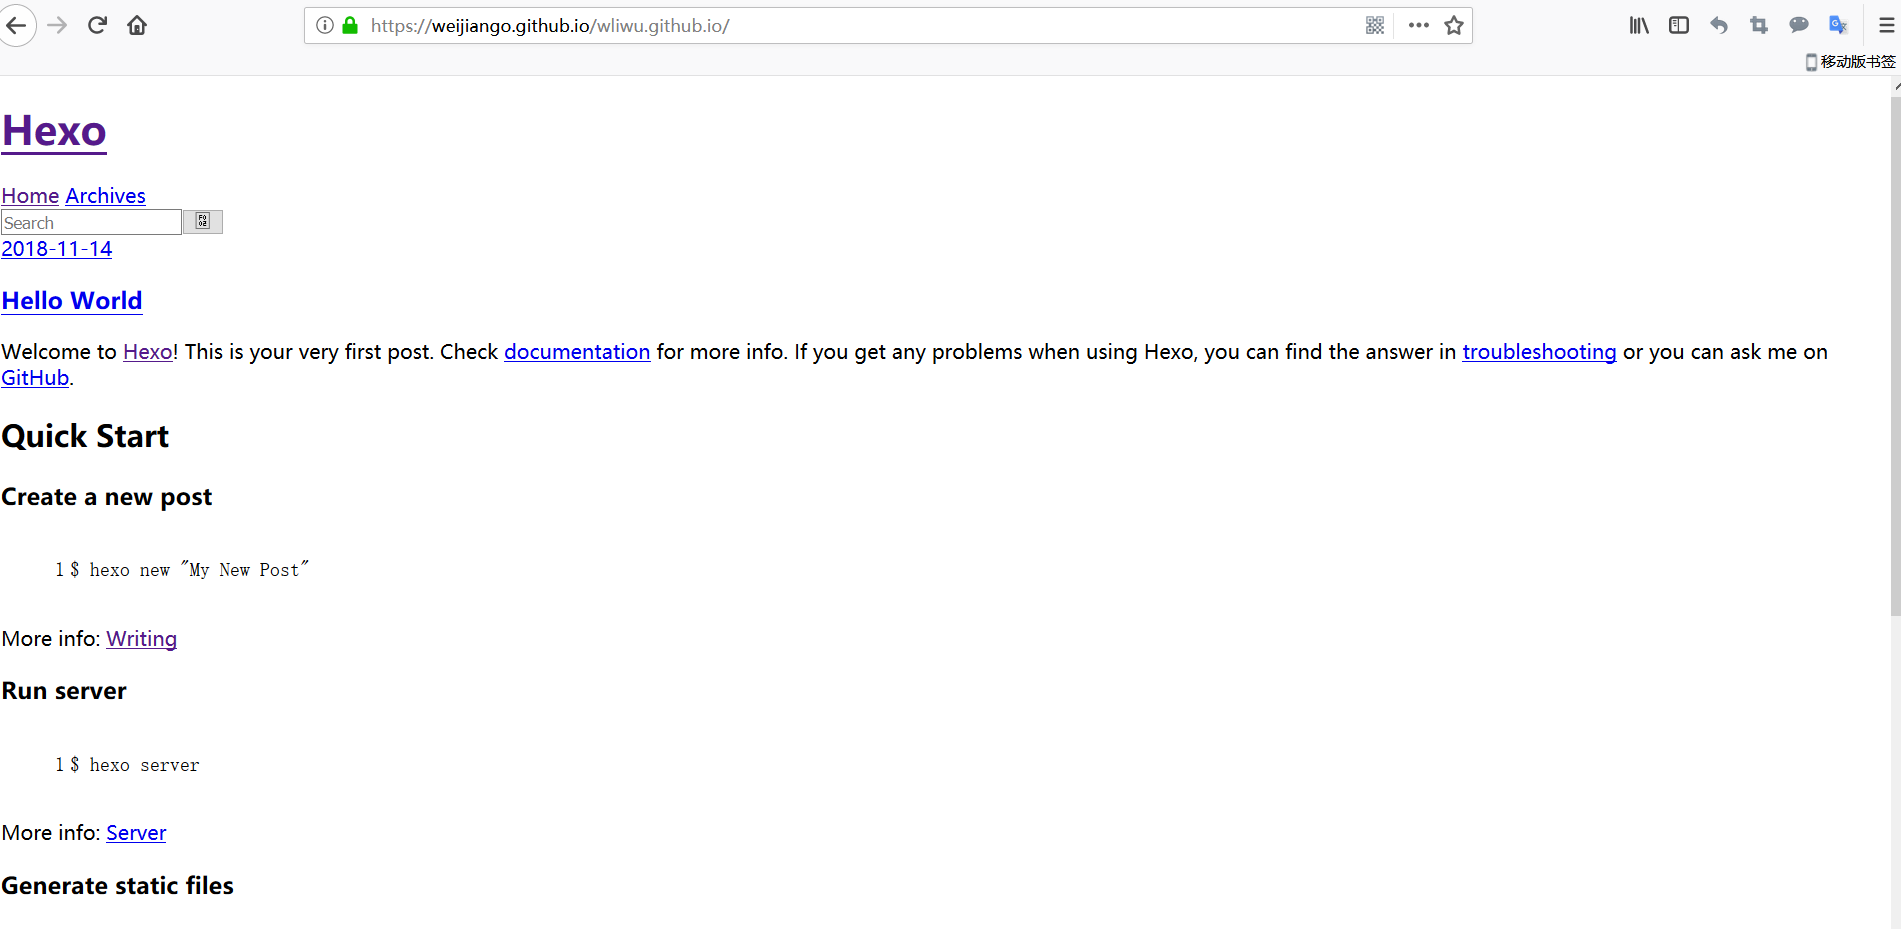 https://weijiango.github.io/wliwu.github.io/
移动版书签
Hexo
Home Archives
Search
2018-11-14
Hello World
Welcome to Hexo! This is your very first post. Check documentation for more info. If you get any problems when using Hexo, you can find the answer in troubleshooting or you can ask me on
GitHub.
Quick Start
Create a new post
1 $ hexo new "My New Post"
More info: Writing
Run server
1 $ hexo server
More info: Server
Generate static files